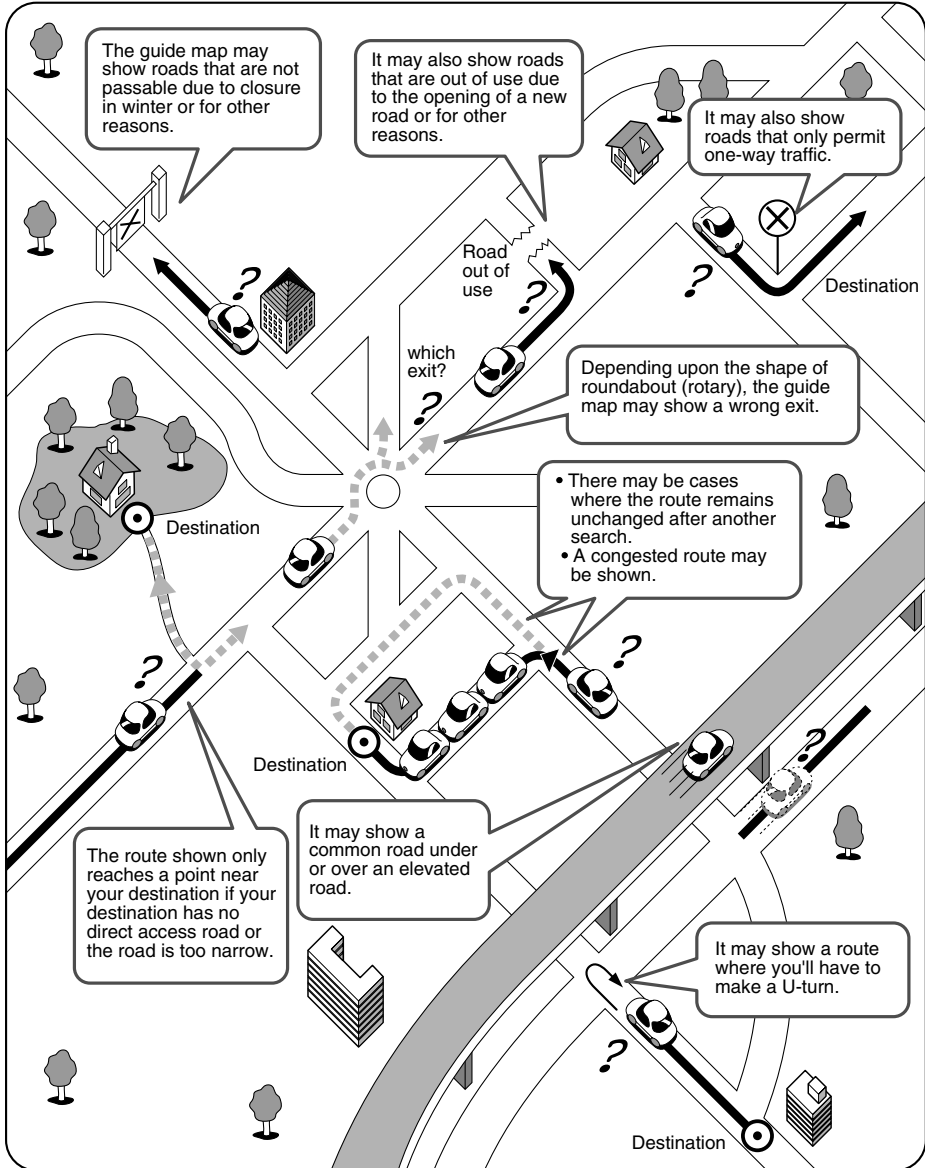 The guide map may
show roads that are not
passable due to closure
in winter or for other
reasons.
It may also show roads
that are out of use due
to the opening of a new
road or for other
reasons.
It may also show
roads that only permit
one-way traffic.
Road
out of
use
Destination
which
exit?
Depending upon the shape of
roundabout (rotary), the guide
map may show a wrong exit.
• There may be cases
where the route remains
unchanged after another
search.
• A congested route may
be shown.
Destination
Destination
It may show a
common road under
or over an elevated
road.
The route shown only
reaches a point near
your destination if your
destination has no
direct access road or
the road is too narrow.
It may show a route
where you'll have to
make a U-turn.
Destination